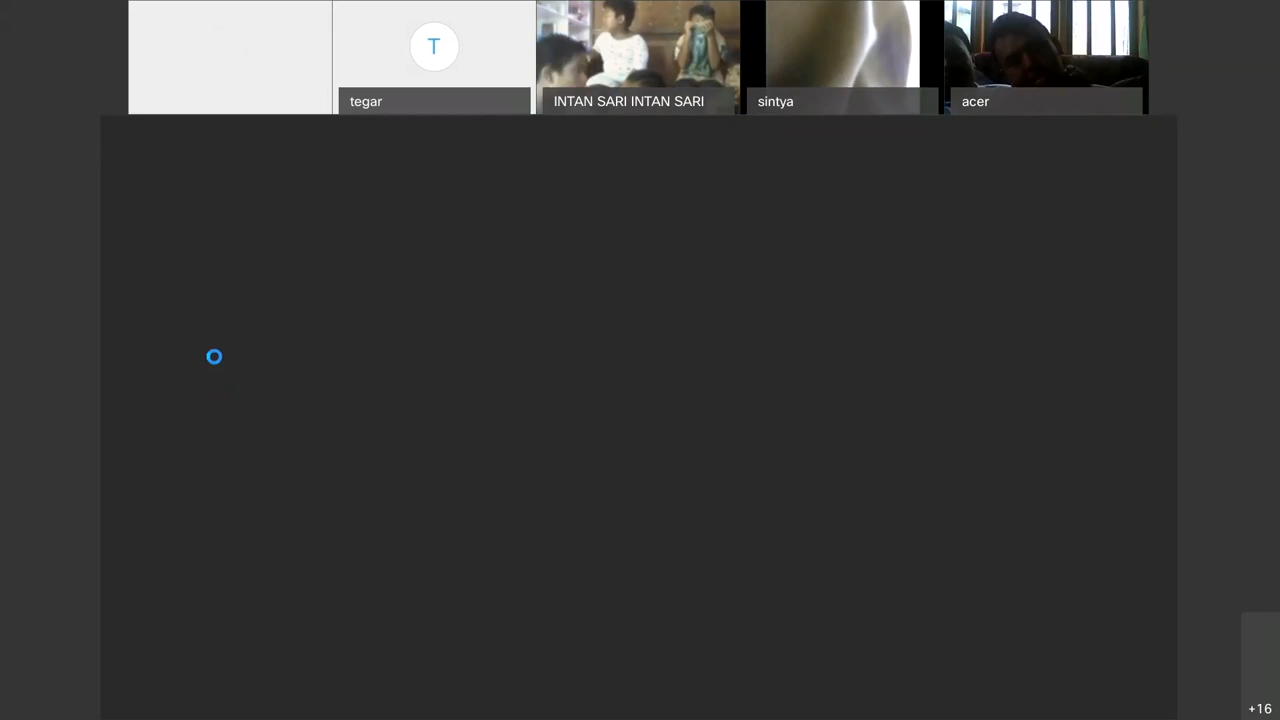 T
tegar
INTAN SARI INTAN SARI
sintya
acer
+16